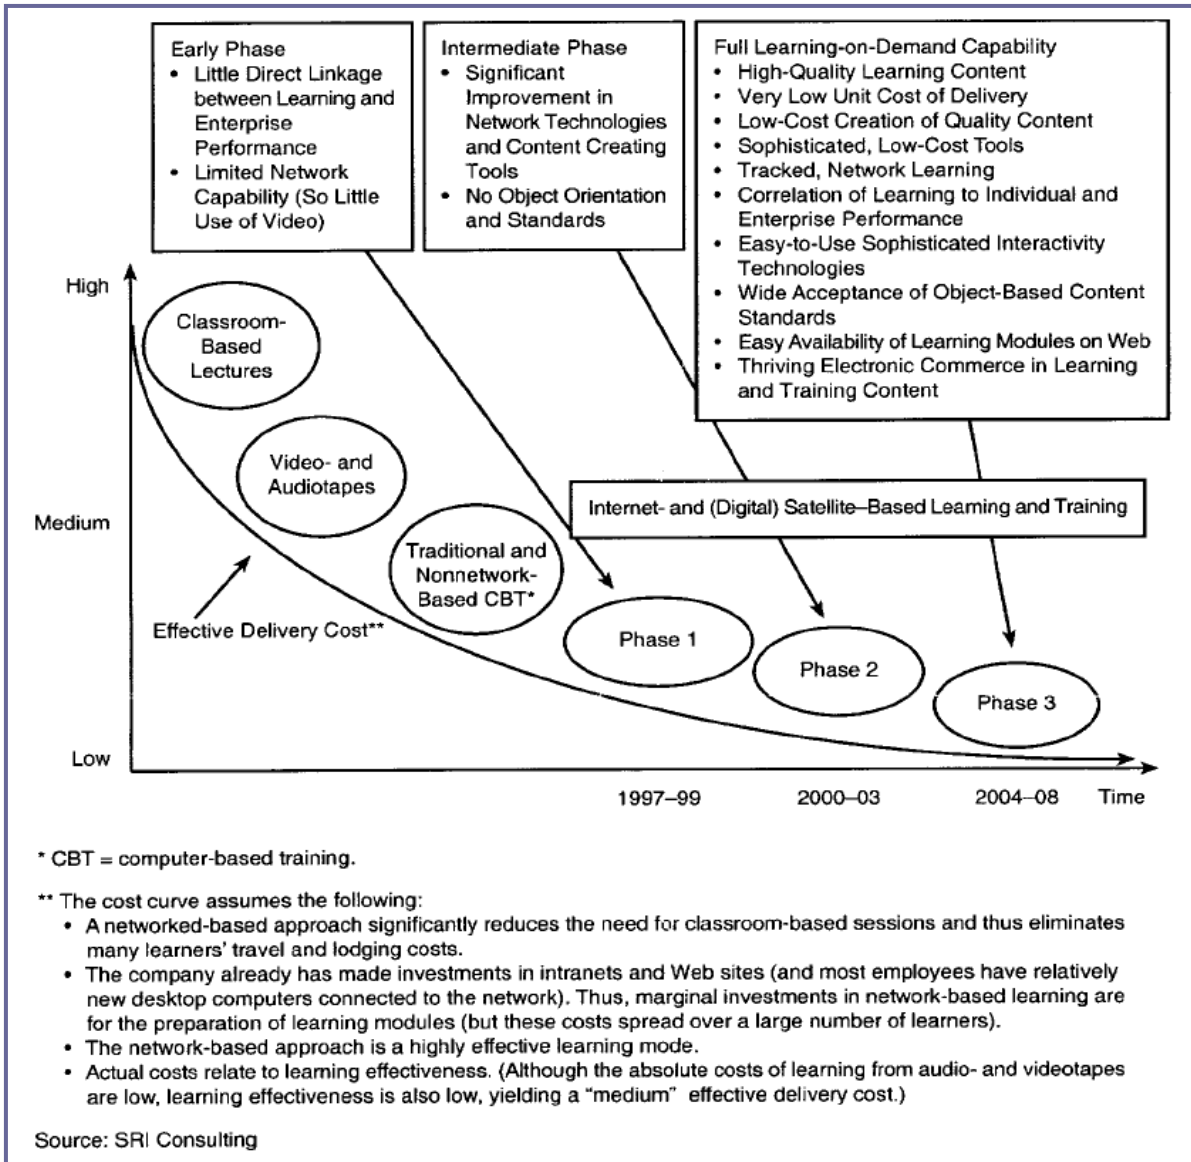 Early Phase
• Little Direct Linkage
between Learning and
Enterprise
Performance
• Limited Network
Capability (So Little
Use of Video)
Intermediate Phase
• Significant
Improvement in
Network Technologies
and Content Creating
Tools
• No Object Orientation
and Standards
Full Learning-on-Demand Capability
• High-Quality Learning Content
• Very Low Unit Cost of Delivery
• Low-Cost Creation of Quality Content
• Sophisticated, Low-Cost Tools
• Tracked, Network Learning
• Correlation of Learning to Individual and
Enterprise Performance
• Easy-to-Use Sophisticated Interactivity
Technologies
• Wide Acceptance of Object-Based Content
Standards
• Easy Availability of Learning Modules on Web
• Thriving Electronic Commerce in Learning
and Training Content
High
Classroom-
Based
Lectures
Video- and
Audiotapes
Medium
Internet- and (Digital) Satellite–Based Learning and Training
Traditional and
Nonnetwork-
Based CBT*
Effective Delivery Cost**
Phase 1
Phase 2
Phase 3
Low
1997–99
2000–03
2004–08
Time
* CBT = computer-based training.
** The cost curve assumes the following:
• A networked-based approach significantly reduces the need for classroom-based sessions and thus eliminates
many learners' travel and lodging costs.
• The company already has made investments in intranets and Web sites (and most employees have relatively
new desktop computers connected to the network). Thus, marginal investments in network-based learning are
for the preparation of learning modules (but these costs spread over a large number of learners).
• The network-based approach is a highly effective learning mode.
• Actual costs relate to learning effectiveness. (Although the absolute costs of learning from audio- and videotapes
are low, learning effectiveness is also low, yielding a “medium” effective delivery cost.)
Source: SRI Consulting